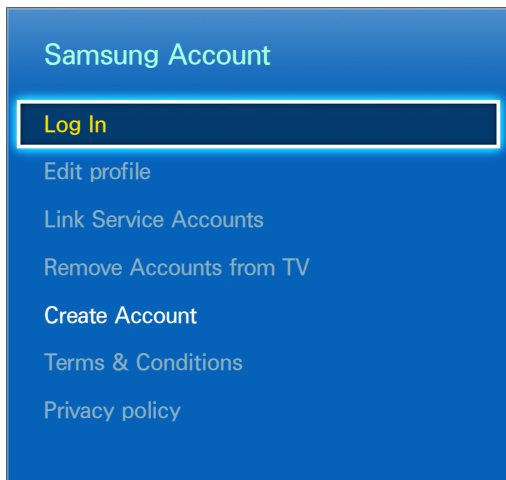 Samsung Account
Log In
Edit profile
Link Service Accounts
Remove Accounts from TV
Create Account
Terms & Conditions
Privacy policy